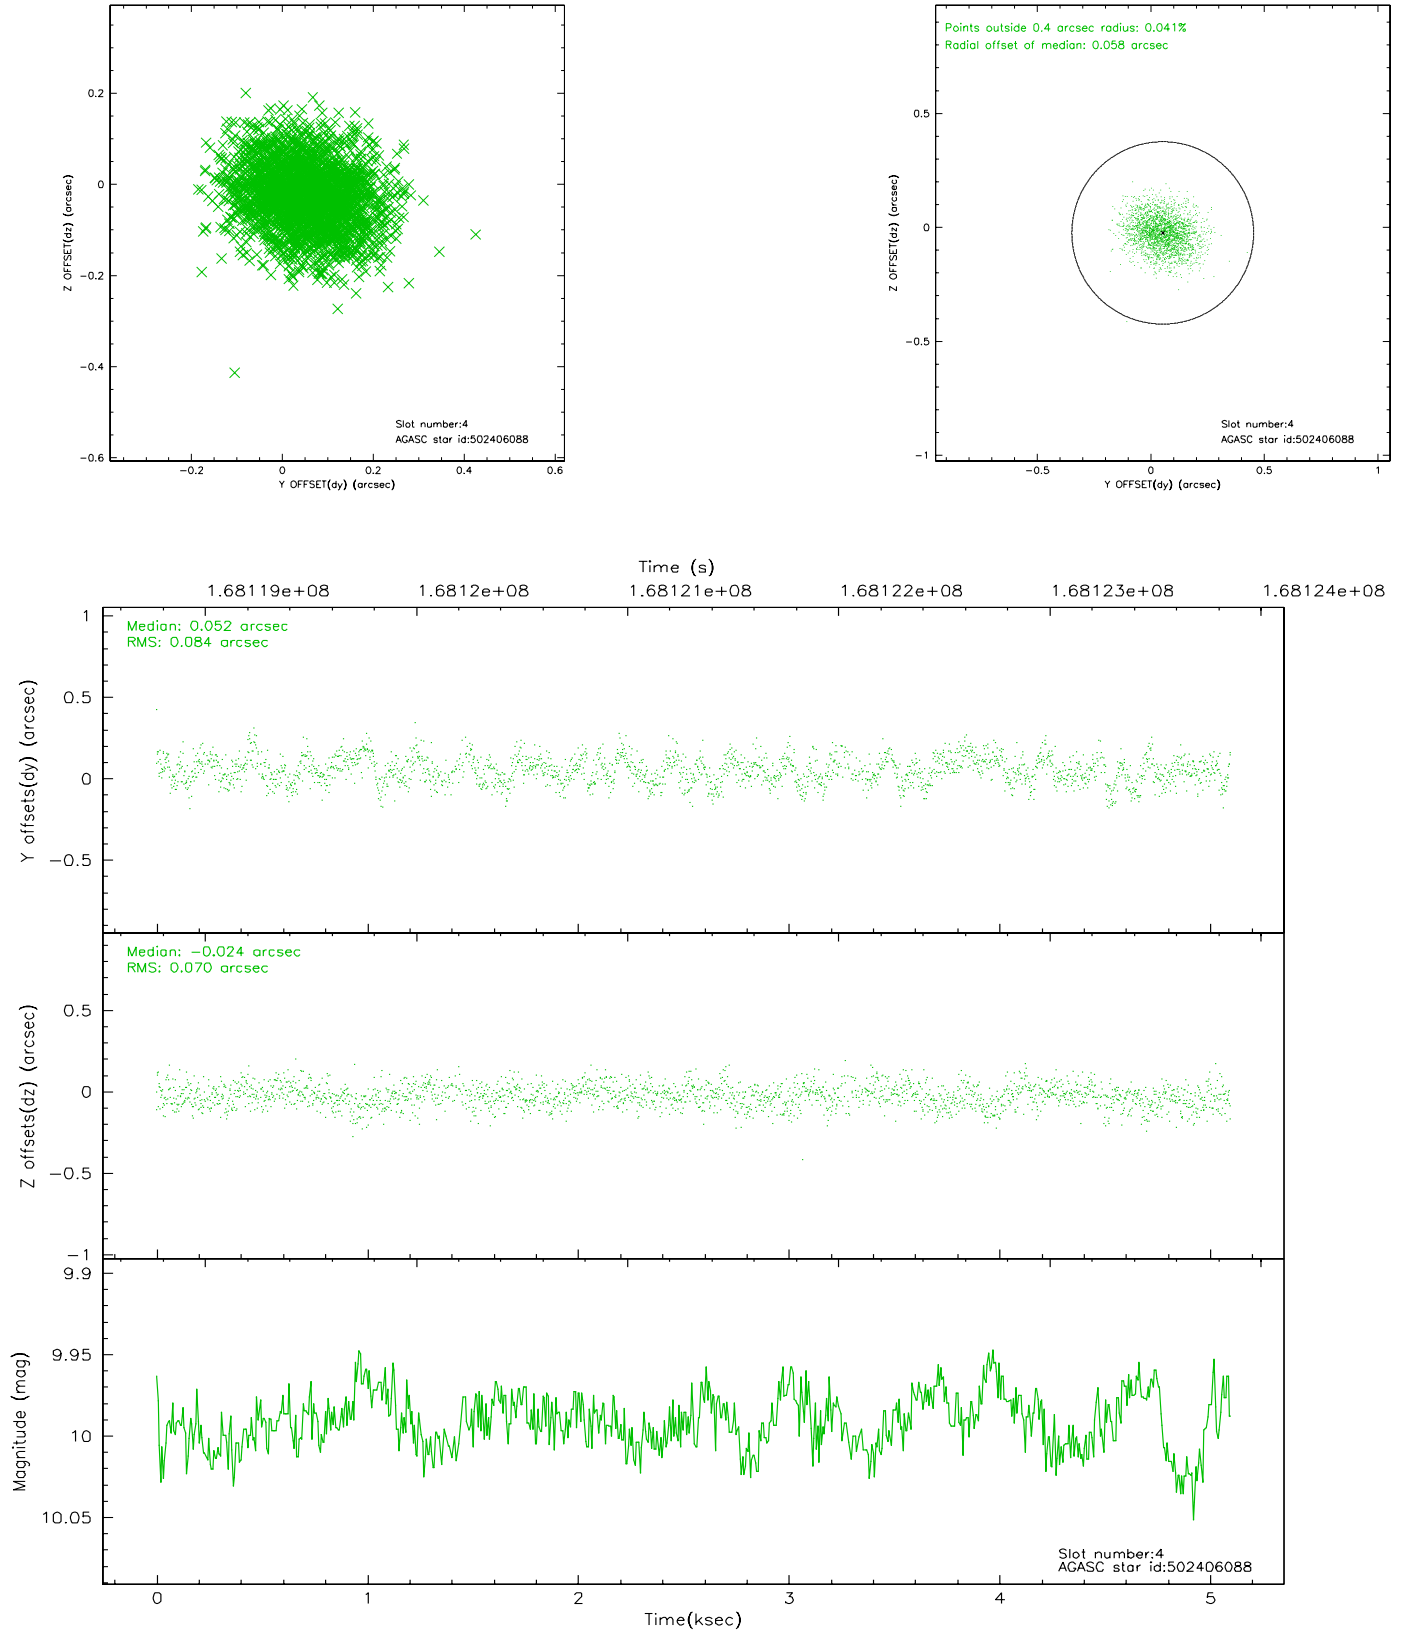 0.2
0
−0.2
−0.4
−0.6
Z OFFSET(dz) (arcsec)
Slot number:4
AGASC star id:502406088
−0.2 0 0.2 0.4 0.6
Y OFFSET(dy) (arcsec)
Points outside 0.4 arcsec radius: 0.041%
Radial offset of median: 0.058 arcsec
0.5
0
−0.5
−1
Z OFFSET(dz) (arcsec)
Slot number:4
AGASC star id:502406088
−0.5 0 0.5 1
Y OFFSET(dy) (arcsec)
Time (s)
1.68119e+08 1.6812e+08 1.68121e+08 1.68122e+08 1.68123e+08 1.68124e+08
Median: 0.052 arcsec
RMS: 0.084 arcsec
1
0.5
0
−0.5
Y offsets(dy) (arcsec)
Median: −0.024 arcsec
RMS: 0.070 arcsec
0.5
0
−0.5
−1
Z offsets(dz) (arcsec)
9.9
9.95
10
10.05
Magnitude (mag)
Slot number:4
AGASC star id:502406088
0 1 2 3 4 5
Time(ksec)